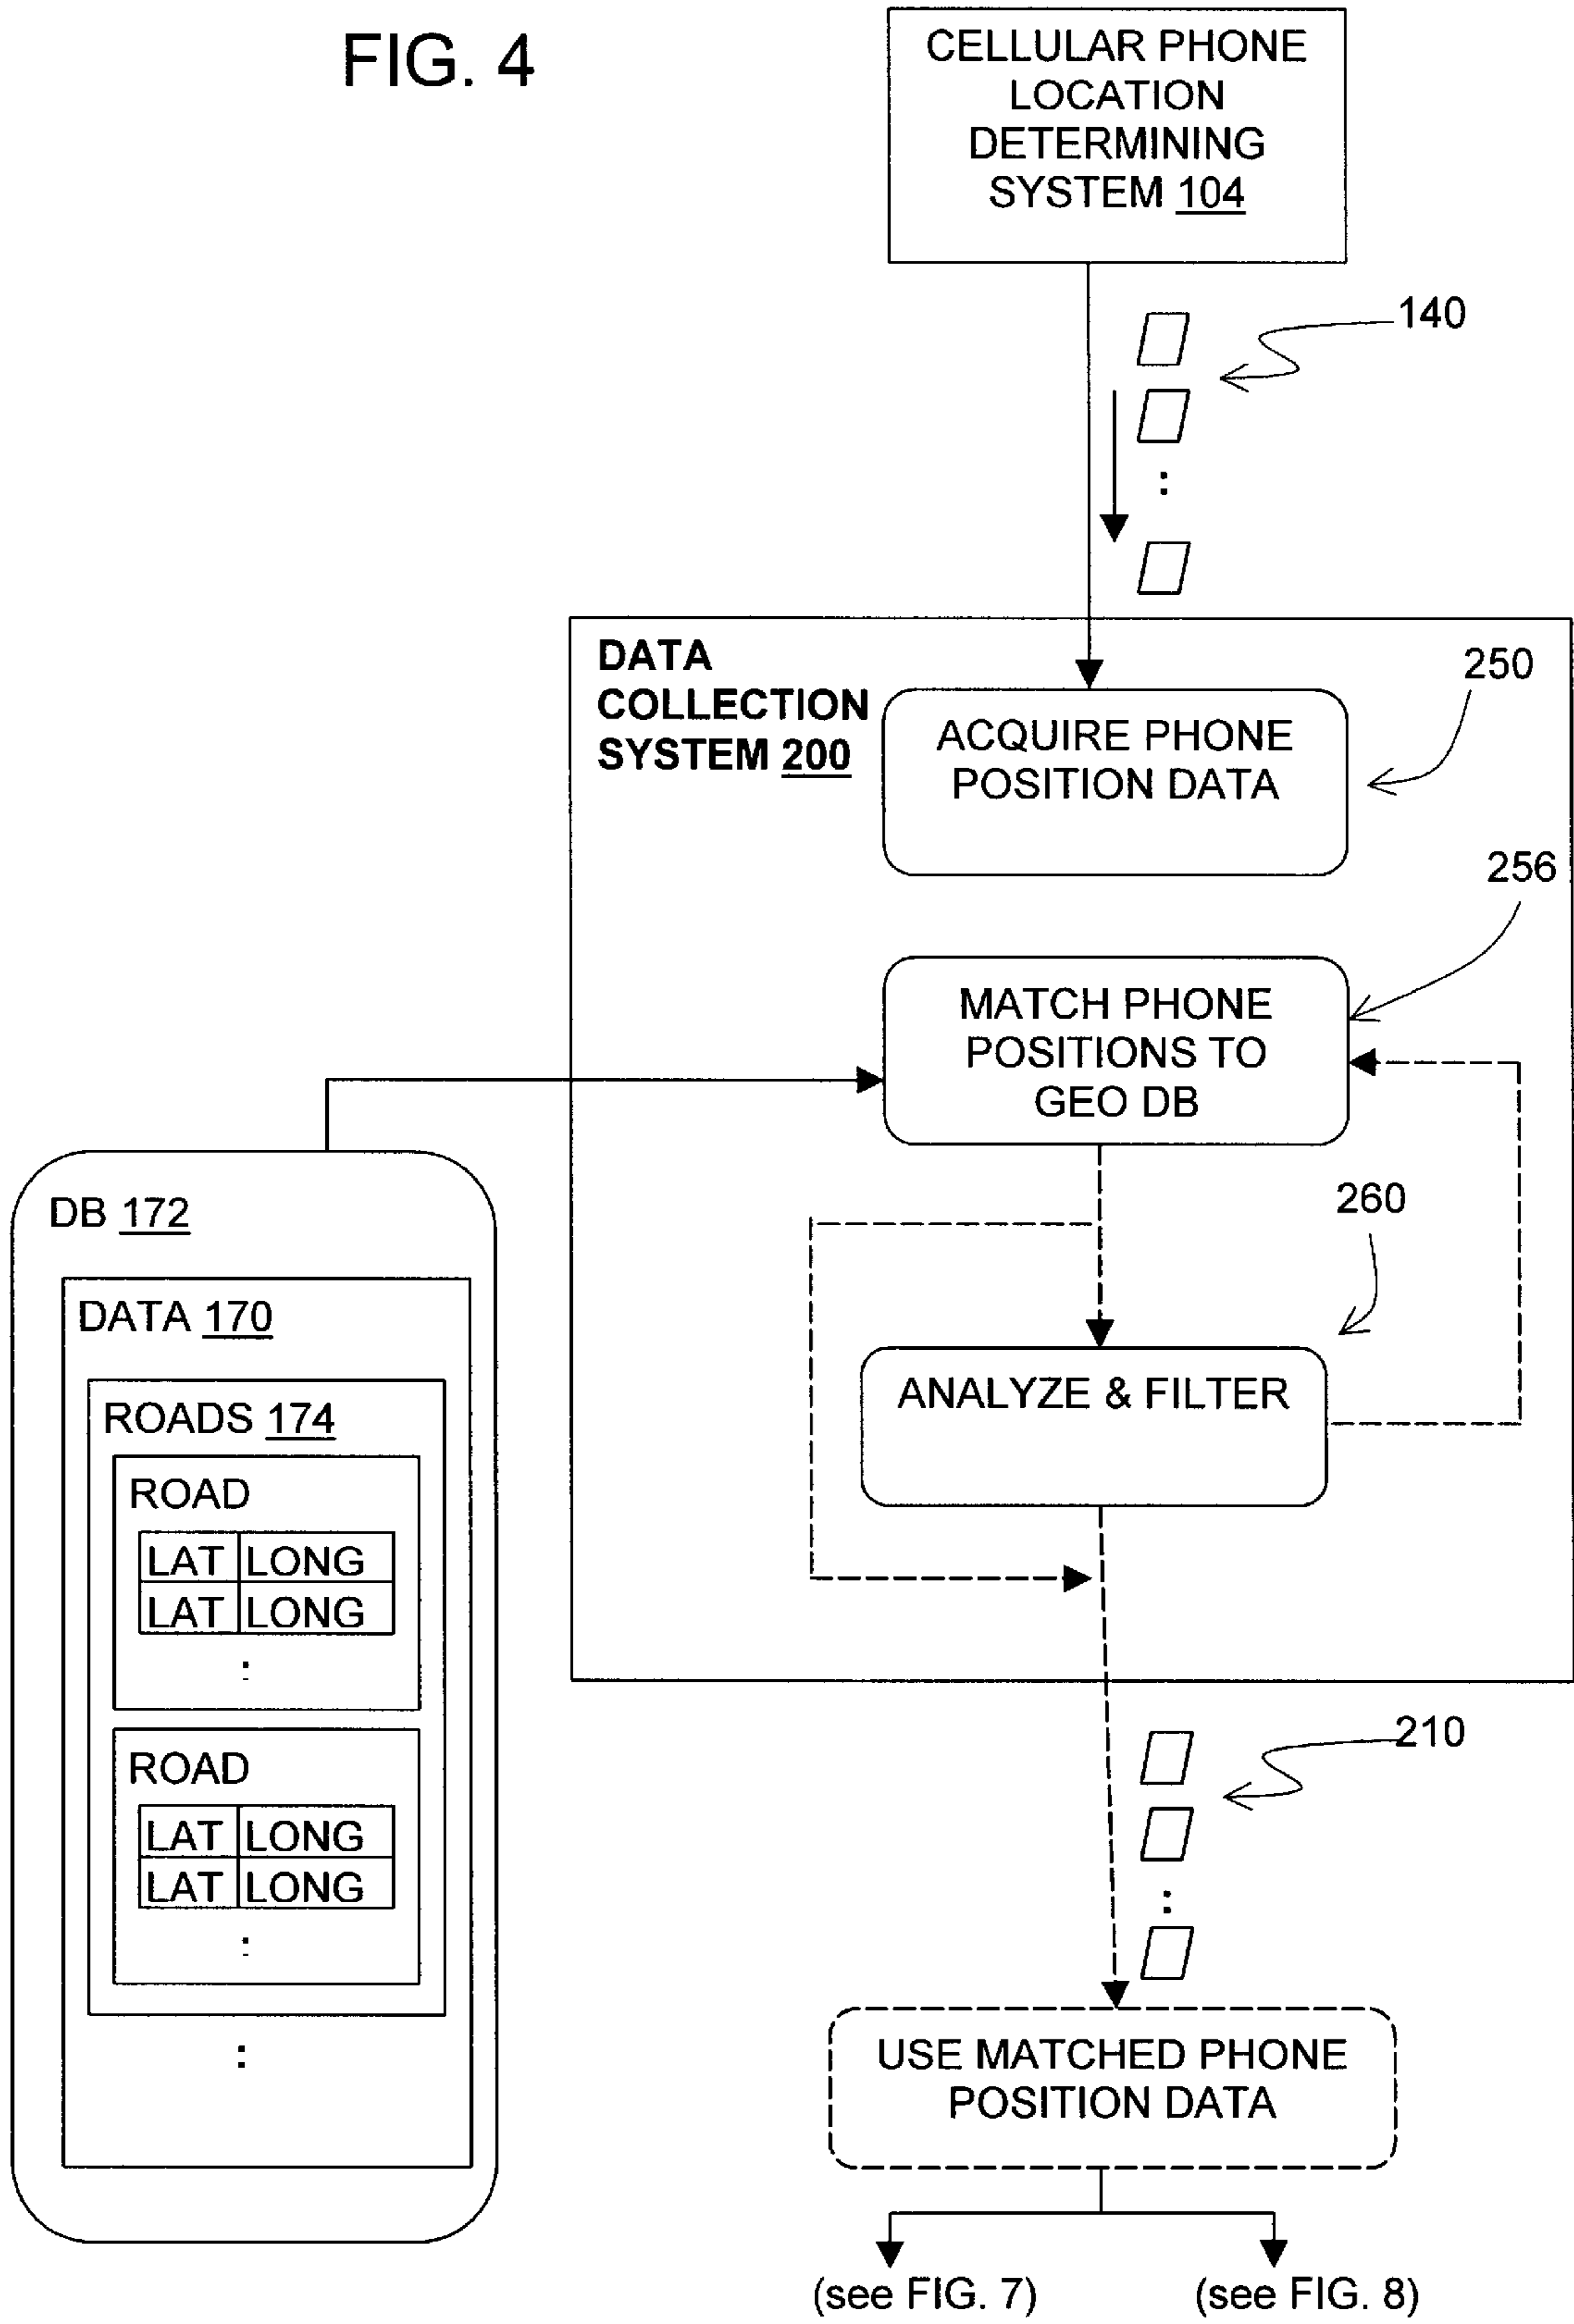 FIG. 4
CELLULAR PHONE
LOCATION
DETERMINING
SYSTEM 104
140
DATA
COLLECTION
SYSTEM 200
250
ACQUIRE PHONE
POSITION DATA
256
MATCH PHONE
POSITIONS TO
GEO DB
260
ANALYZE & FILTER
DB 172
DATA 170
ROADS 174
ROAD
LAT LONG
LAT LONG
:
ROAD
LAT LONG
LAT LONG
:
:
210
USE MATCHED PHONE
POSITION DATA
(see FIG. 7)
(see FIG. 8)